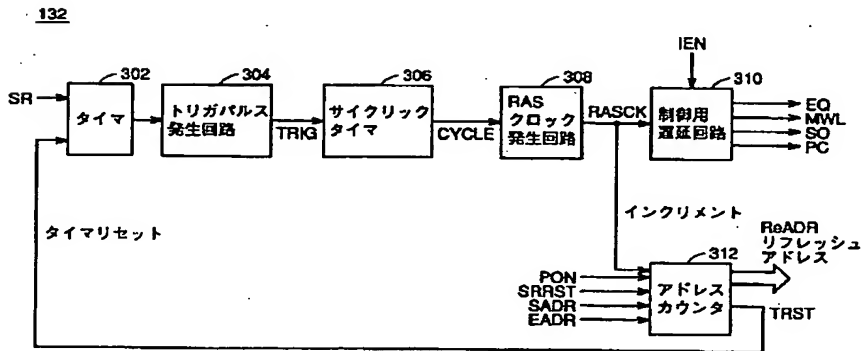 132
302
304
306
308
310
IEN
SR
タイマ
トリガパルス
発生回路
TRIG
サイクリック
タイマ
CYCLE
RAS
クロック
発生回路
RASCK
制御用
遅延回路
EQ
MWL
SO
PC
タイマリセット
インクリメント
ReADR
リフレッシュ
アドレス
312
PON
SRRST
SADR
EADR
アドレス
カウンタ
TRST